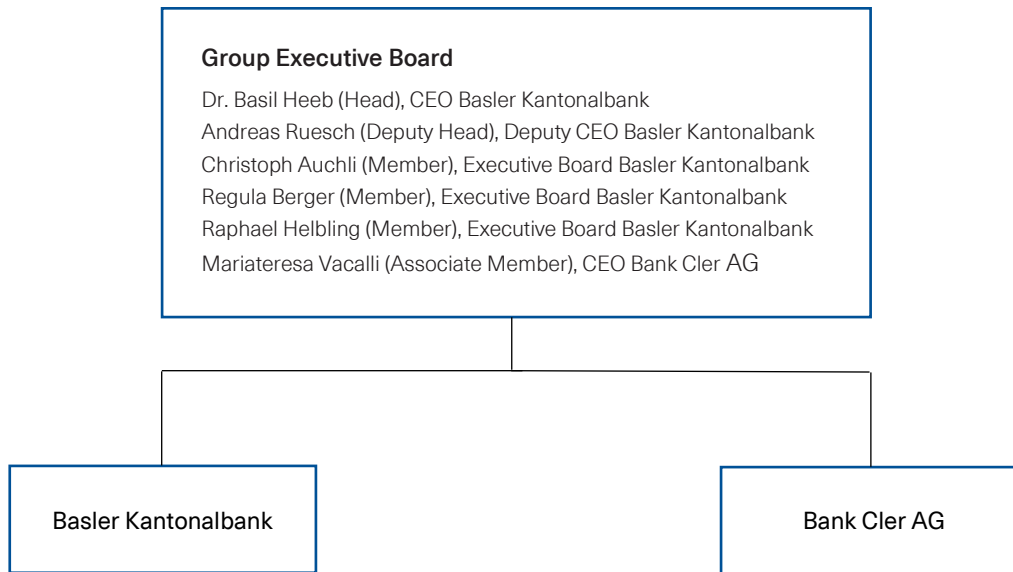 Group Executive Board
Dr. Basil Heeb (Head), CEO Basler Kantonalbank
Andreas Ruesch (Deputy Head), Deputy CEO Basler Kantonalbank
Christoph Auchli (Member), Executive Board Basler Kantonalbank
Regula Berger (Member), Executive Board Basler Kantonalbank
Raphael Helbling (Member), Executive Board Basler Kantonalbank
Mariateresa Vacalli (Associate Member), CEO Bank Cler AG
Basler Kantonalbank
Bank Cler AG